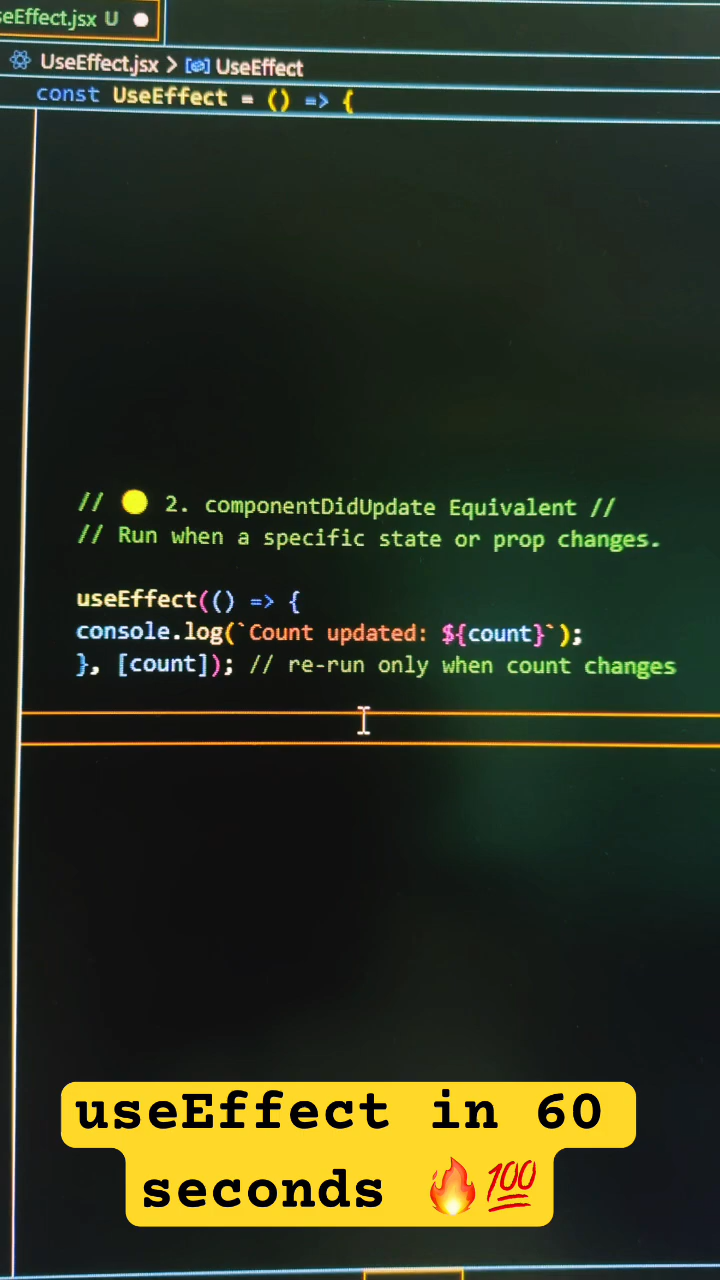 seEffect.jsx U
UseEffect.jsx > UseEffect
const UseEffect = () => {
// 🟡 2. componentDidUpdate Equivalent //
// Run when a specific state or prop changes.
useEffect(() => {
console.log(`Count updated: ${count}`);
}, [count]); // re-run only when count changes
useEffect in 60
seconds 🔥💯